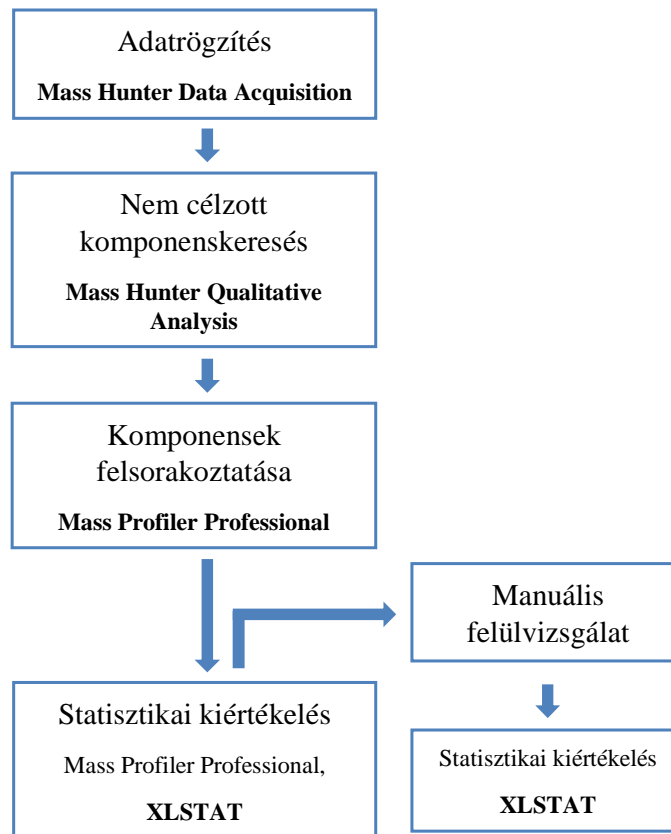 Adatrögzítés
Mass Hunter Data Acquisition
Nem célzott
komponenskeresés
Mass Hunter Qualitative
Analysis
Komponensek
felsorakoztatása
Mass Profiler Professional
Manuális
felülvizsgálat
Statisztikai kiértékelés
Mass Profiler Professional,
XLSTAT
Statisztikai kiértékelés
XLSTAT